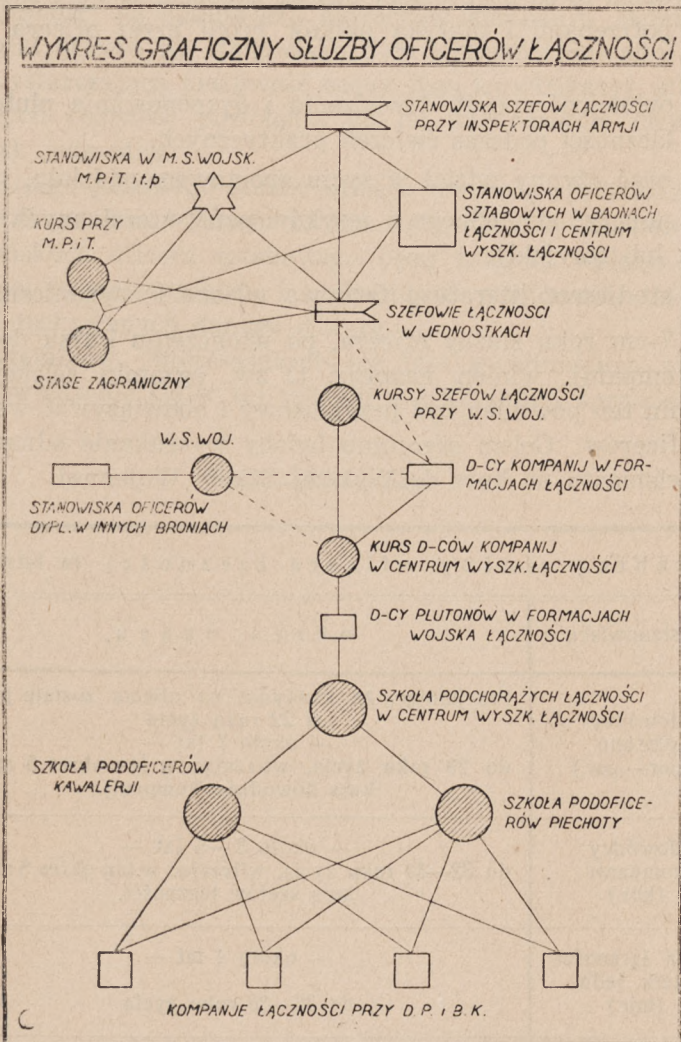 WYKRES GRAFICZNY SŁUŻBY OFICERÓW ŁĄCZNOŚCI
STANOWISKA SZEFÓW ŁĄCZNOŚCI
PRZY INSPEKTORACH ARMJI
STANOWISKA W M.S.WOJSK.
M.P.iT. i t.p
STANOWISKA OFICERÓW
SZTABOWYCH W BAONACH
ŁĄCZNOŚCI I CENTRUM
WYSZK. ŁĄCZNOŚCI
KURS PRZY
M.P.iT.
SZEFOWIE ŁĄCZNOŚCI
W JEDNOSTKACH
STAGE ZAGRANICZNY
KURSY SZEFÓW ŁĄCZNOŚCI
PRZY W.S.WOJ.
W.S.WOJ.
D-CY KOMPANIJ W FOR-
MACJACH ŁĄCZNOŚCI
STANOWISKA OFICERÓW
DYPL. W INNYCH BRONIACH
KURS D-CÓW KOMPANIJ
W CENTRUM WYSZK. ŁĄCZNOŚCI
D-CY PLUTONÓW W FORMACJACH
WOJSKA ŁĄCZNOŚCI
SZKOŁA PODCHORĄŻYCH ŁĄCZNOŚCI
W CENTRUM WYSZK. ŁĄCZNOŚCI
SZKOŁA PODOFICERÓW
KAWALERJI
SZKOŁA PODOFICE-
RÓW PIECHOTY
KOMPANJE ŁĄCZNOŚCI PRZY D.P. i B.K.